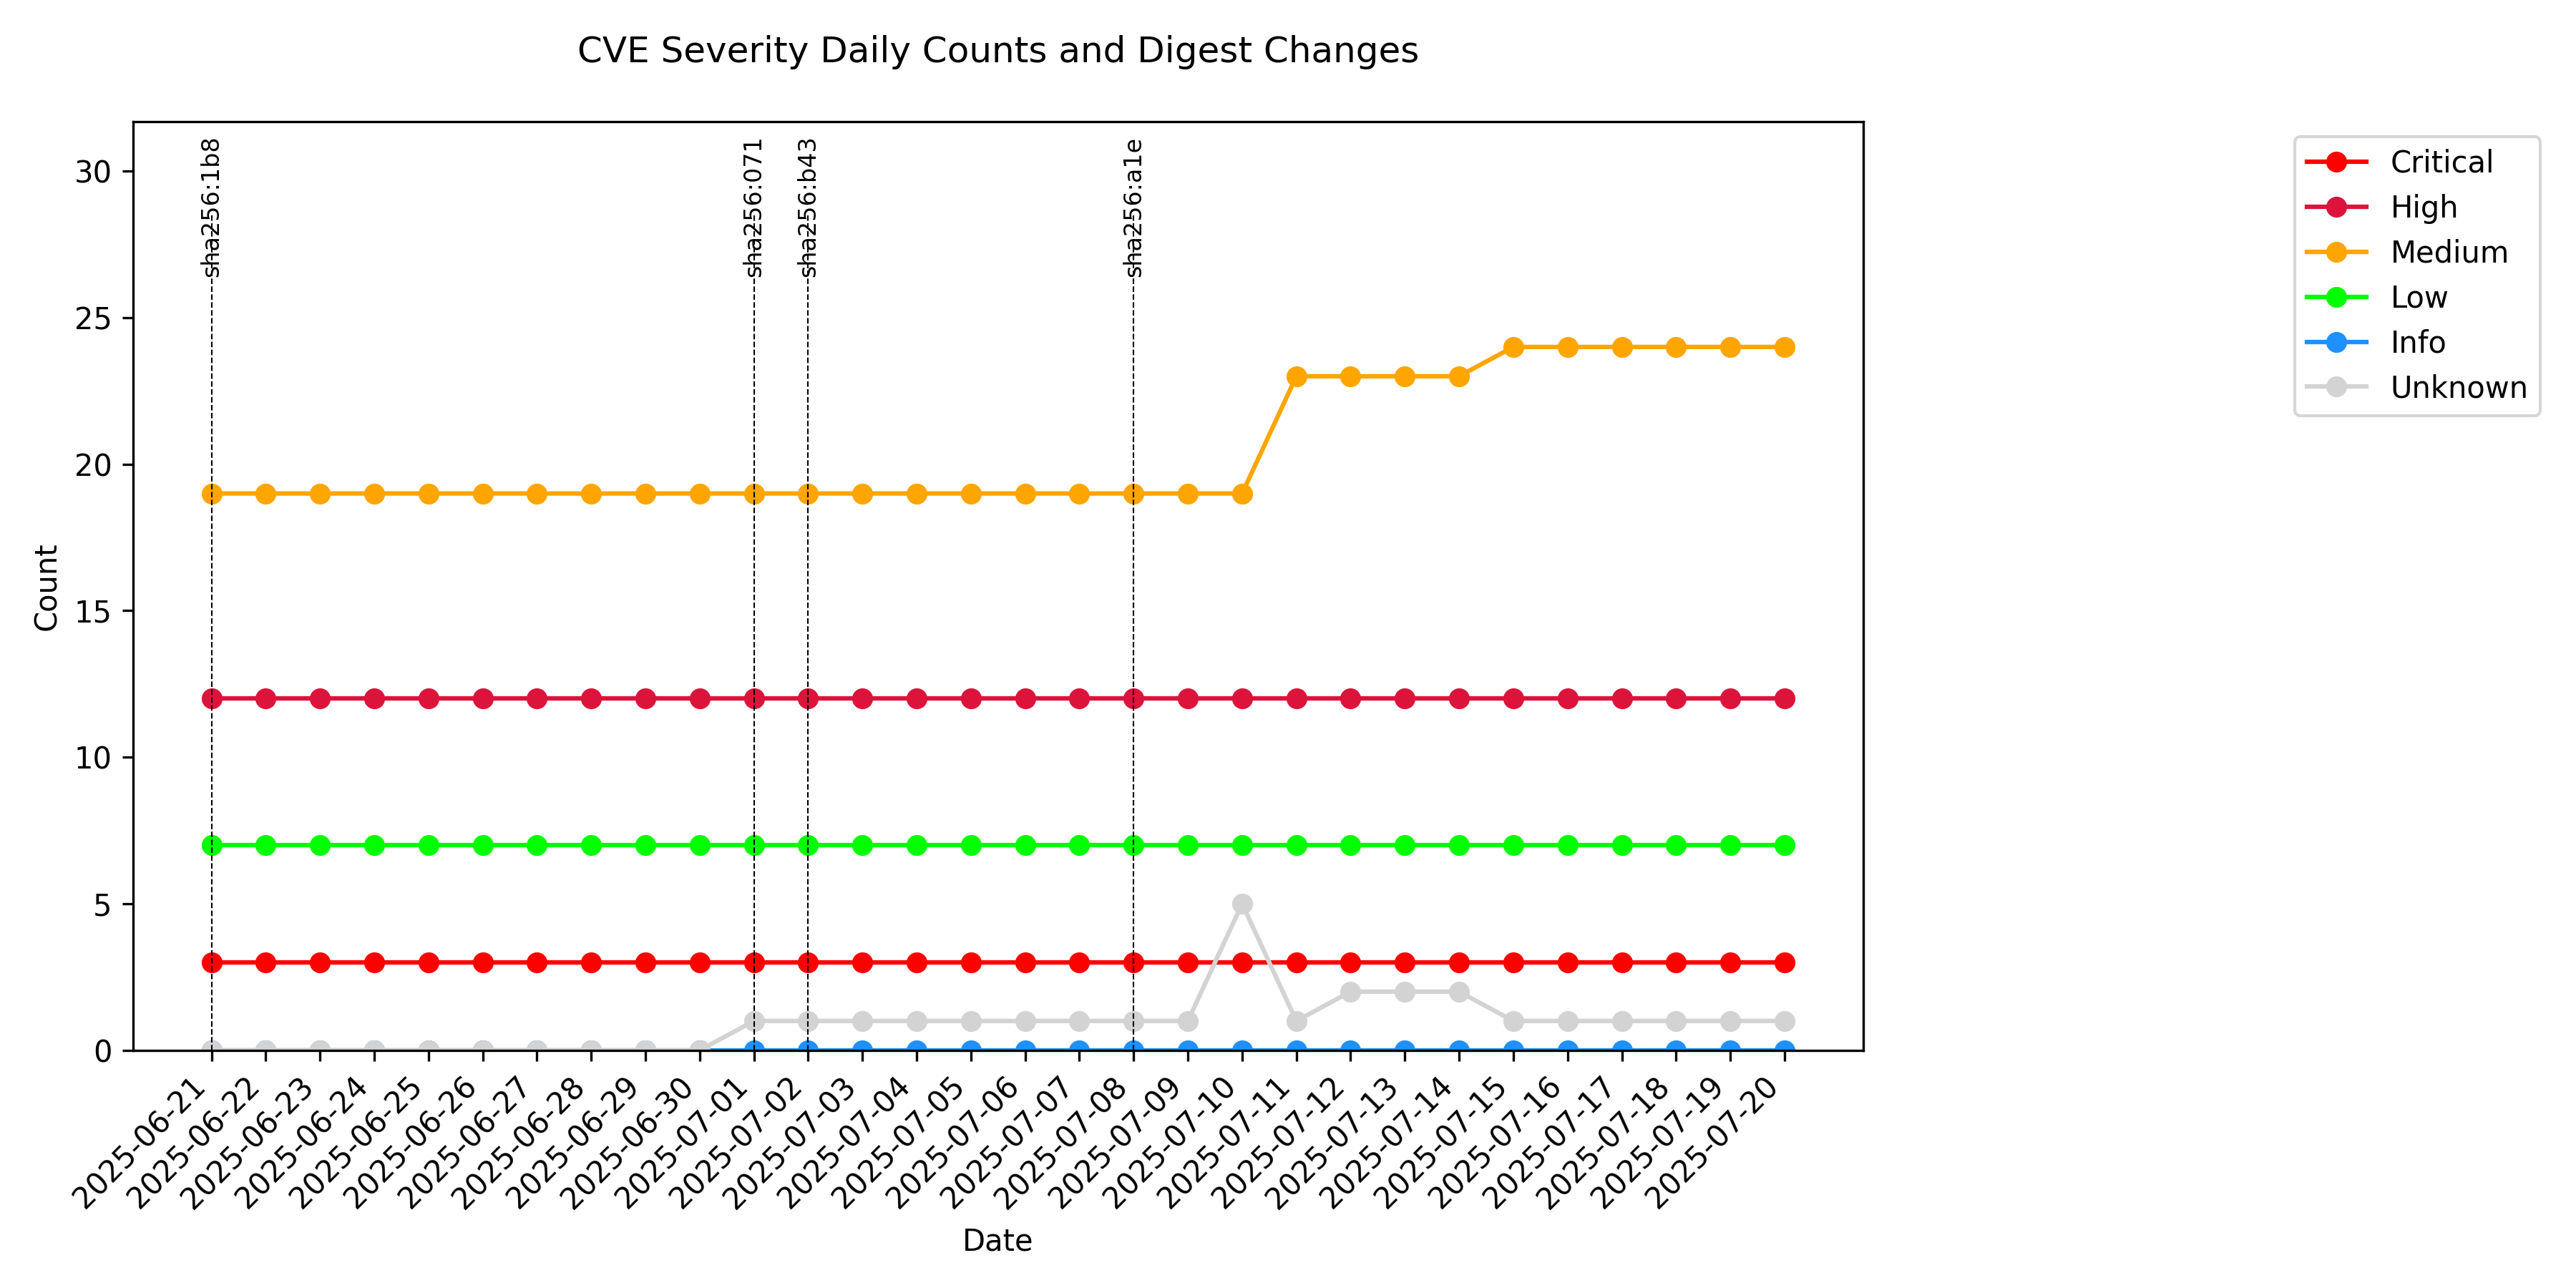 CVE Severity Daily Counts and Digest Changes
sha256:1b8
sha256:071
sha256:b43
sha256:a1e
Critical
High
Medium
Low
Info
Unknown
30
25
20
15
10
5
0
Count
2025-06-21
2025-06-22
2025-06-23
2025-06-24
2025-06-25
2025-06-26
2025-06-27
2025-06-28
2025-06-29
2025-06-30
2025-07-01
2025-07-02
2025-07-03
2025-07-04
2025-07-05
2025-07-06
2025-07-07
2025-07-08
2025-07-09
2025-07-10
2025-07-11
2025-07-12
2025-07-13
2025-07-14
2025-07-15
2025-07-16
2025-07-17
2025-07-18
2025-07-19
2025-07-20
Date